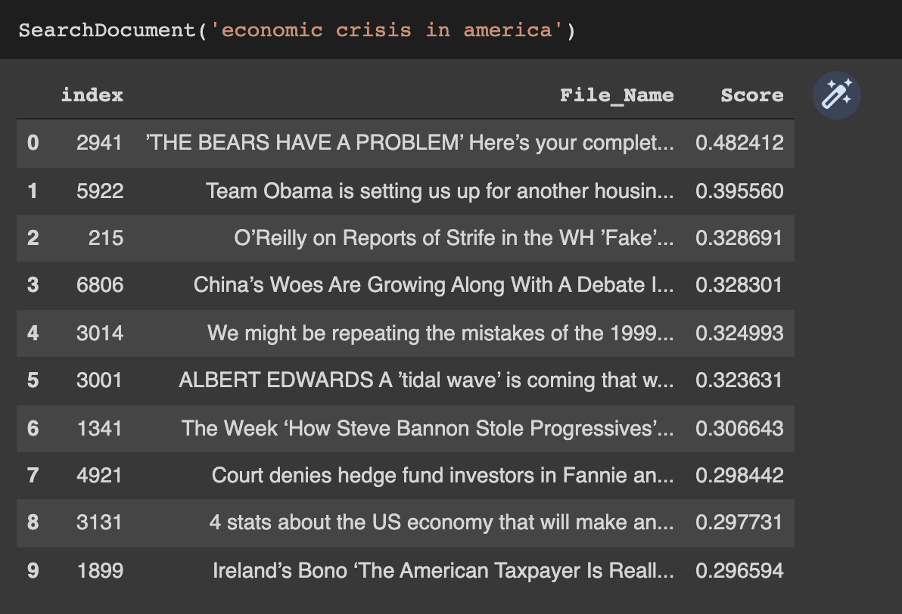 SearchDocument('economic crisis in america')
index File_Name Score
0 2941 ’THE BEARS HAVE A PROBLEM’ Here’s your complet... 0.482412
1 5922 Team Obama is setting us up for another housin... 0.395560
2 215 O’Reilly on Reports of Strife in the WH ’Fake’... 0.328691
3 6806 China’s Woes Are Growing Along With A Debate I... 0.328301
4 3014 We might be repeating the mistakes of the 1999... 0.324993
5 3001 ALBERT EDWARDS A ’tidal wave’ is coming that w... 0.323631
6 1341 The Week ‘How Steve Bannon Stole Progressives’... 0.306643
7 4921 Court denies hedge fund investors in Fannie an... 0.298442
8 3131 4 stats about the US economy that will make an... 0.297731
9 1899 Ireland’s Bono ‘The American Taxpayer Is Reall... 0.296594